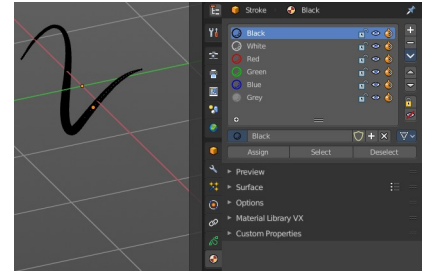 Stroke Black
Black
White
Red
Green
Blue
Grey
Black
Assign Select Deselect
Preview
Surface
Options
Material Library VX
Custom Properties